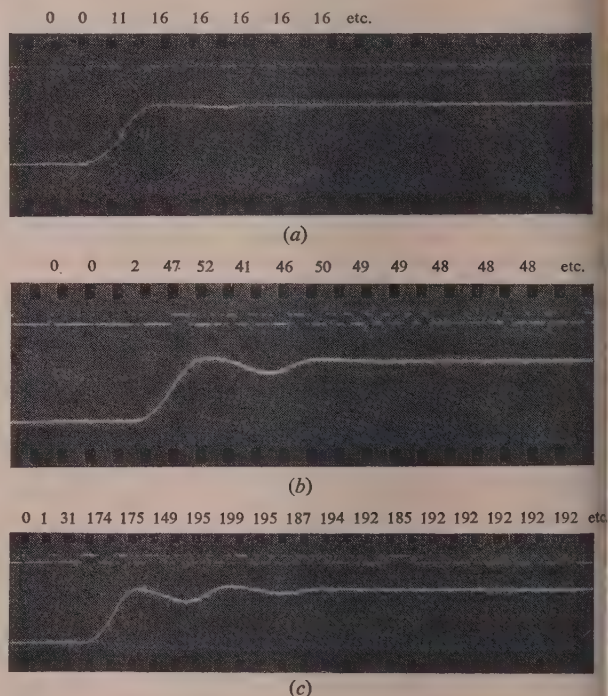 0 0 11 16 16 16 16 16 etc.
(a)
0 0 2 47 52 41 46 50 49 49 48 48 48 etc.
(b)
0 1 31 174 175 149 195 199 195 187 194 192 185 192 192 192 192 192 etc
(c)